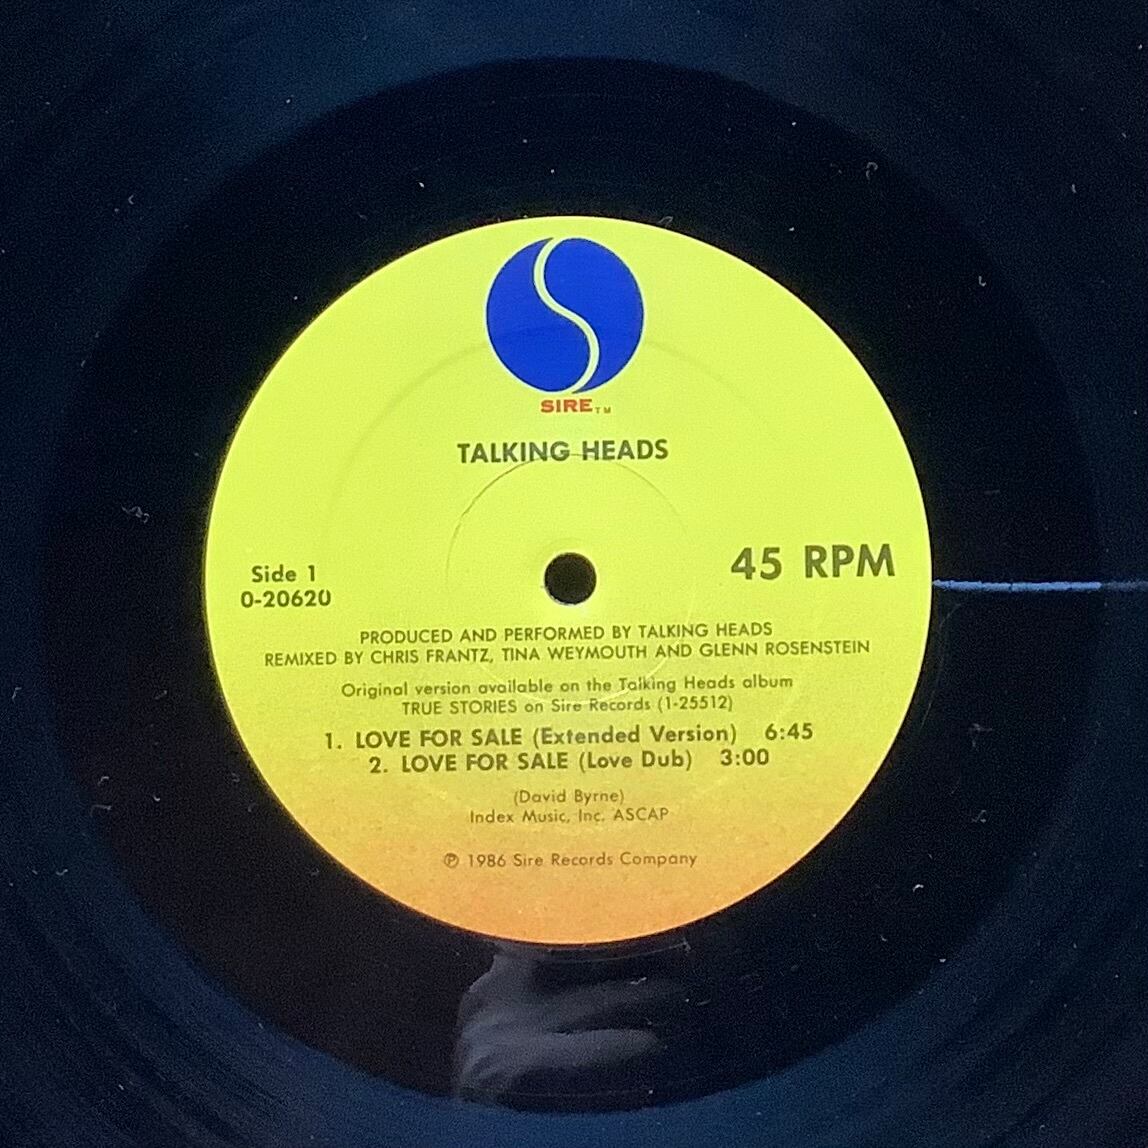 SIRE™
TALKING HEADS
45 RPM
Side 1
0-20620
PRODUCED AND PERFORMED BY TALKING HEADS
REMIXED BY CHRIS FRANTZ, TINA WEYMOUTH AND GLENN ROSENSTEIN
Original version available on the Talking Heads album
TRUE STORIES on Sire Records (1-25512)
1. LOVE FOR SALE (Extended Version) 6:45
2. LOVE FOR SALE (Love Dub) 3:00
(David Byrne)
Index Music, Inc. ASCAP
℗ 1986 Sire Records Company